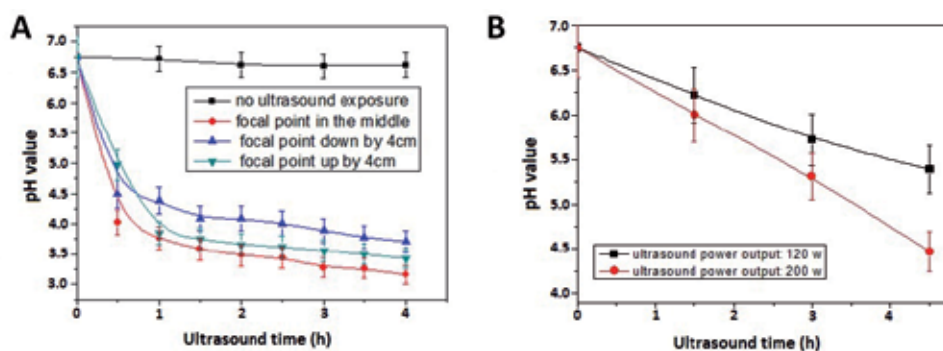 A
7.0
6.5
6.0
5.5
5.0
4.5
4.0
3.5
3.0
pH value
no ultrasound exposure
focal point in the middle
focal point down by 4cm
focal point up by 4cm
0 1 2 3 4
Ultrasound time (h)
B
7.0
6.5
6.0
5.5
5.0
4.5
4.0
pH value
ultrasound power output: 120 w
ultrasound power output: 200 w
0 1 2 3 4
Ultrasound time (h)